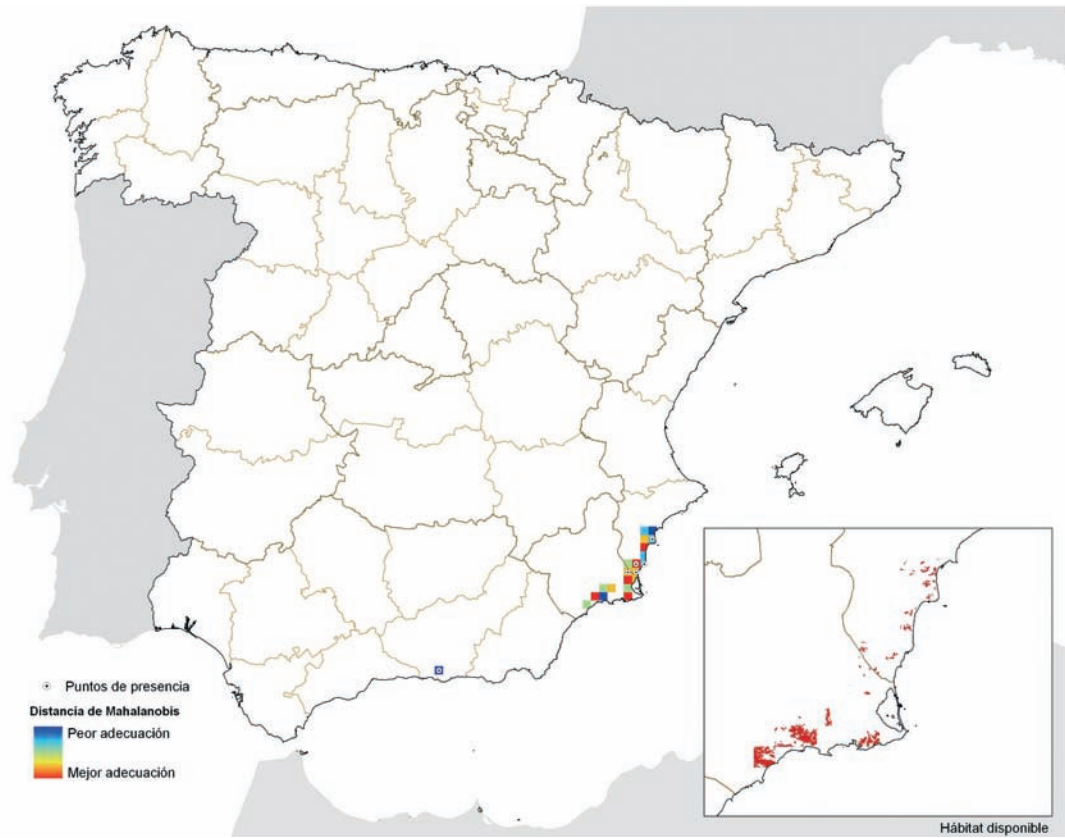 Puntos de presencia
Distancia de Mahalanobis
Peor adecuación
Mejor adecuación
Hábitat disponible